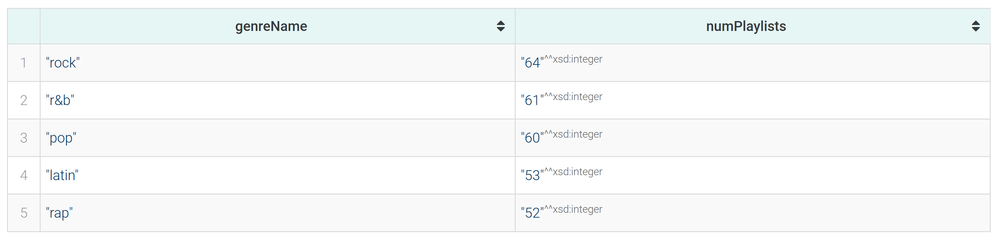 genreName numPlaylists
1 "rock" "64"^^xsd:integer
2 "r&b" "61"^^xsd:integer
3 "pop" "60"^^xsd:integer
4 "latin" "53"^^xsd:integer
5 "rap" "52"^^xsd:integer